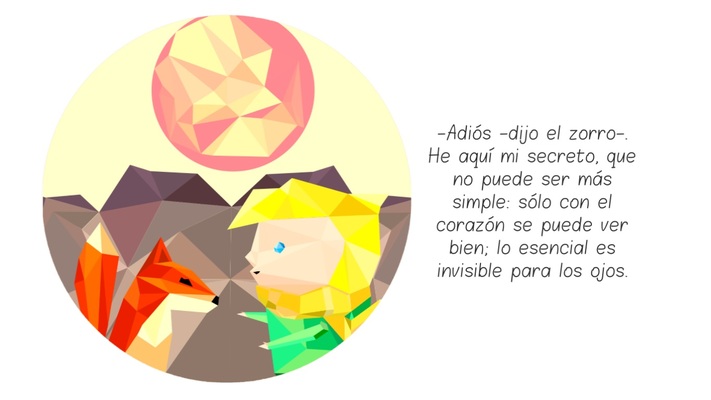 -Adiós -dijo el zorro-.
He aquí mi secreto, que
no puede ser más
simple: sólo con el
corazón se puede ver
bien; lo esencial es
invisible para los ojos.